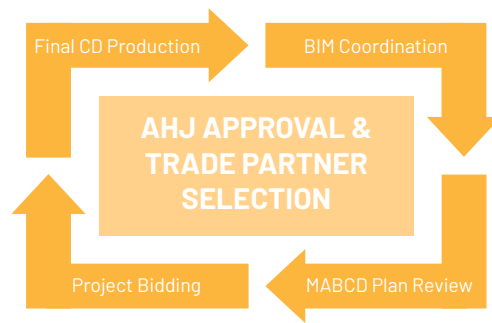 Final CD Production
BIM Coordination
AHJ APPROVAL &
TRADE PARTNER
SELECTION
Project Bidding
MABCD Plan Review